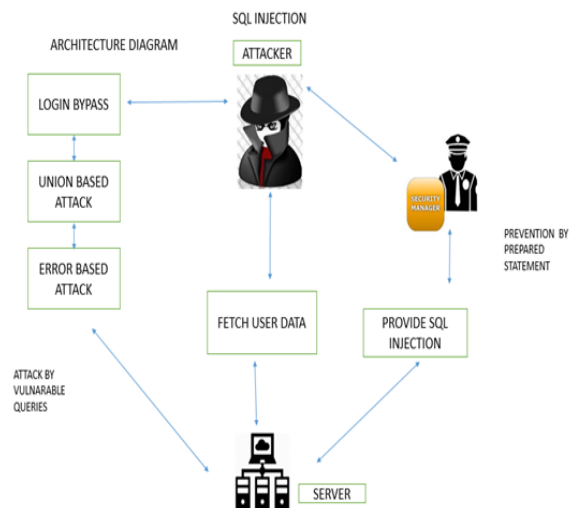 SQL INJECTION
ARCHITECTURE DIAGRAM
ATTACKER
LOGIN BYPASS
UNION BASED
ATTACK
ERROR BASED
ATTACK
SECURITY
MANAGER
PREVENTION BY
PREPARED
STATEMENT
FETCH USER DATA
PROVIDE SQL
INJECTION
ATTACK BY
VULNARABLE
QUERIES
SERVER